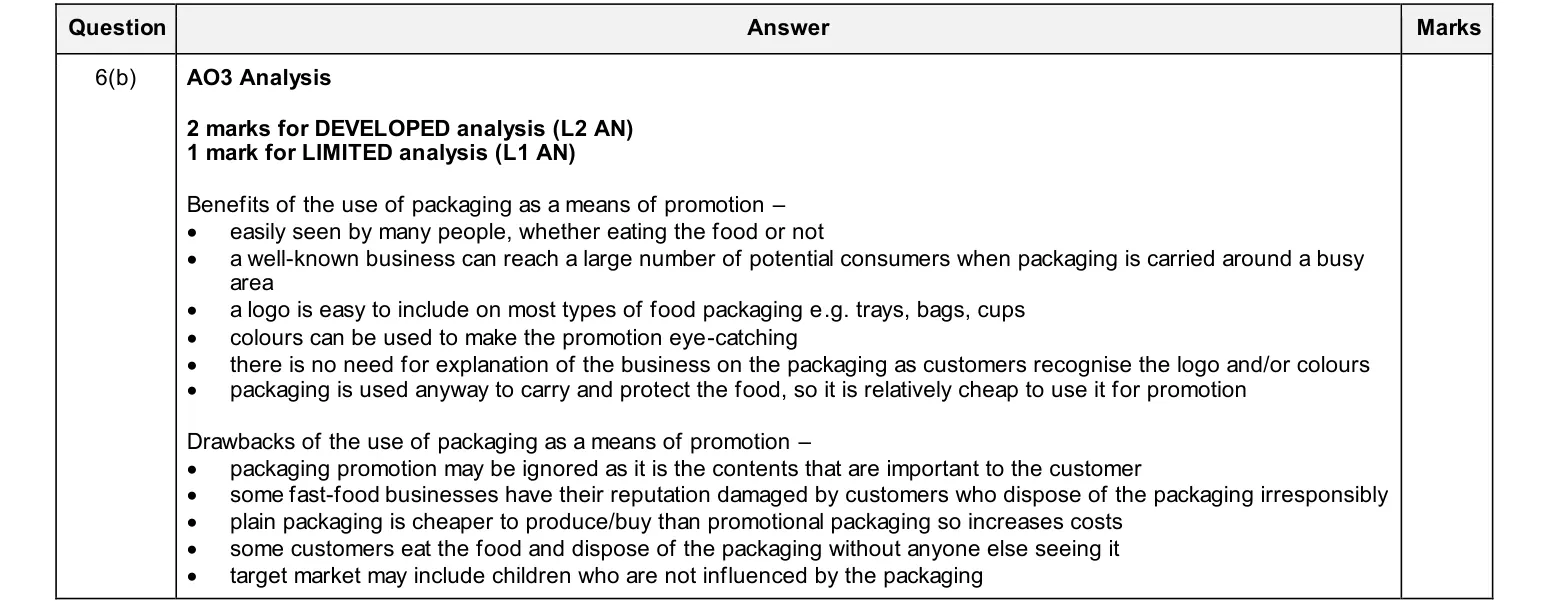 Question Answer Marks
6(b) AO3 Analysis
2 marks for DEVELOPED analysis (L2 AN)
1 mark for LIMITED analysis (L1 AN)
Benefits of the use of packaging as a means of promotion –
• easily seen by many people, whether eating the food or not
• a well-known business can reach a large number of potential consumers when packaging is carried around a busy
area
• a logo is easy to include on most types of food packaging e.g. trays, bags, cups
• colours can be used to make the promotion eye-catching
• there is no need for explanation of the business on the packaging as customers recognise the logo and/or colours
• packaging is used anyway to carry and protect the food, so it is relatively cheap to use it for promotion
Drawbacks of the use of packaging as a means of promotion –
• packaging promotion may be ignored as it is the contents that are important to the customer
• some fast-food businesses have their reputation damaged by customers who dispose of the packaging irresponsibly
• plain packaging is cheaper to produce/buy than promotional packaging so increases costs
• some customers eat the food and dispose of the packaging without anyone else seeing it
• target market may include children who are not influenced by the packaging